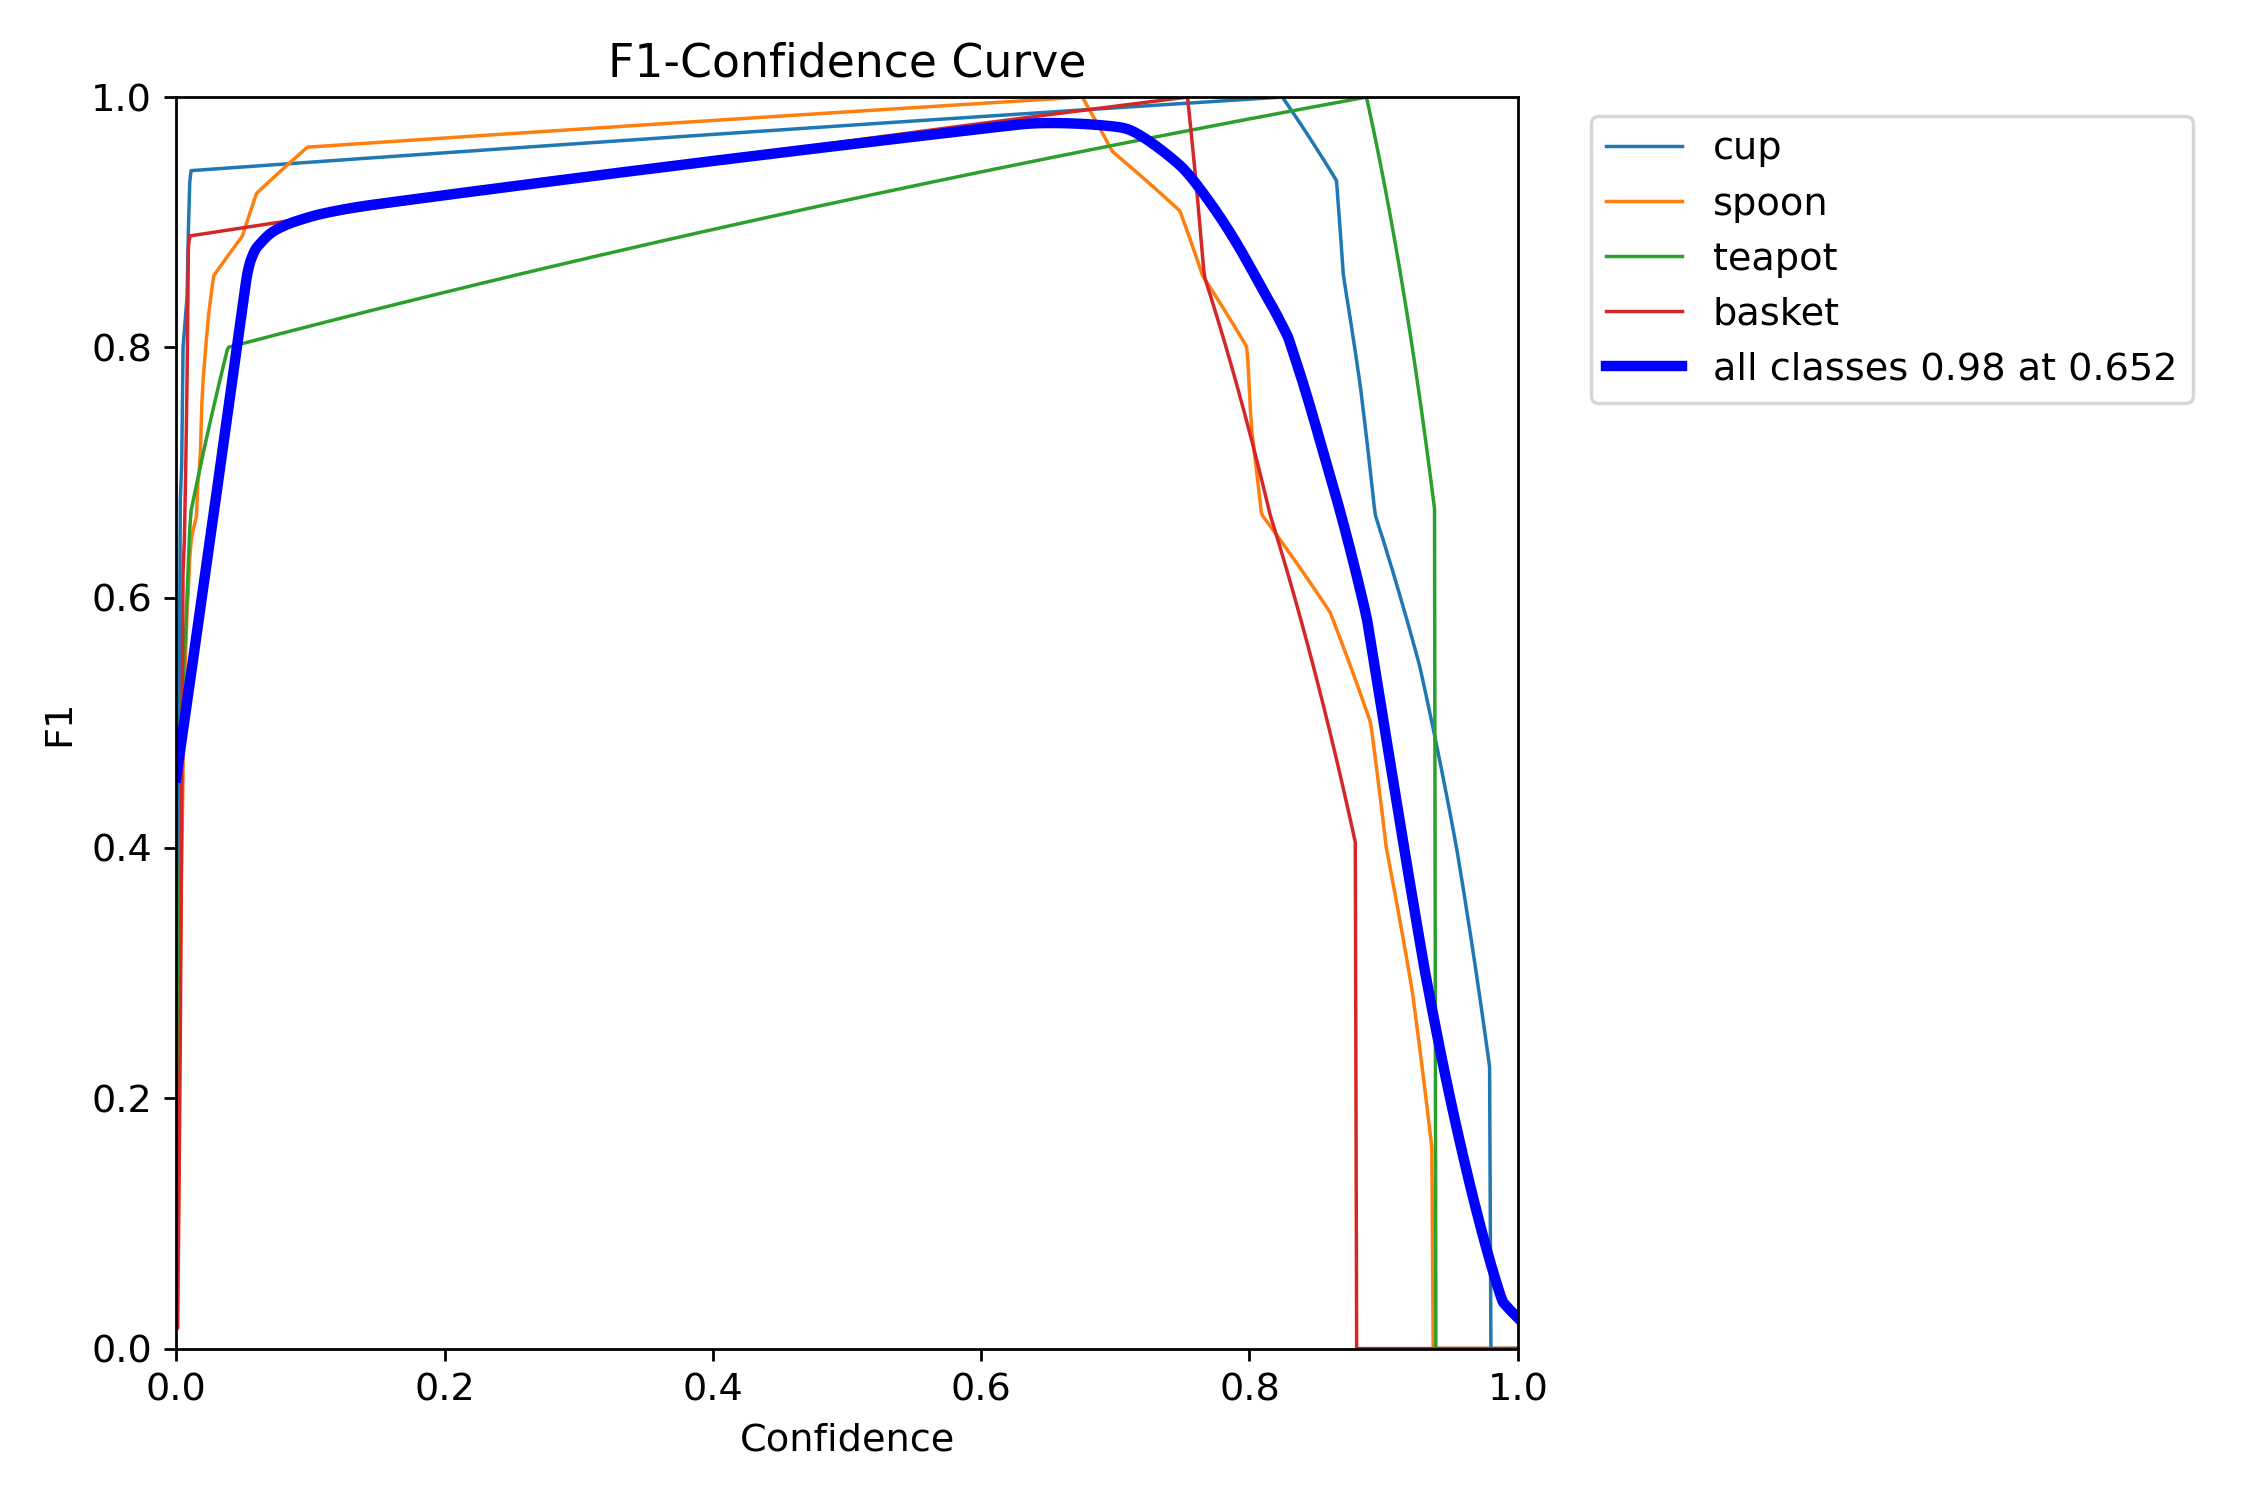 F1-Confidence Curve
1.0
0.8
0.6
0.4
0.2
0.0
F1
0.0 0.2 0.4 0.6 0.8 1.0
Confidence
cup
spoon
teapot
basket
all classes 0.98 at 0.652